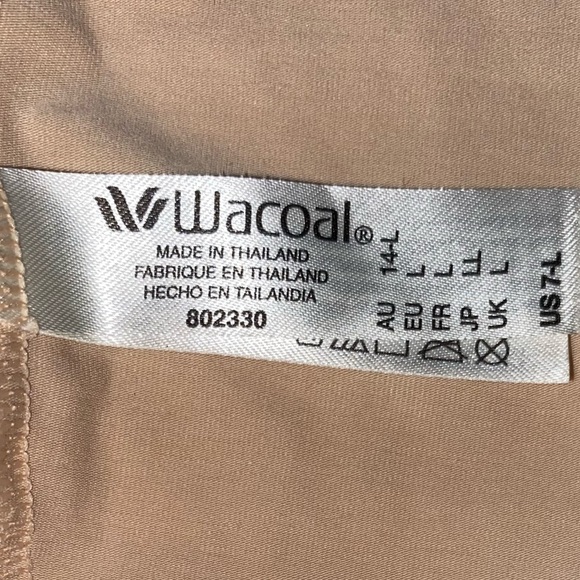 Wacoal®
MADE IN THAILAND
FABRIQUE EN THAILAND
HECHO EN TAILANDIA
802330
AU 14-L
EU L
FR L
JP LL
UK L
US 7-L